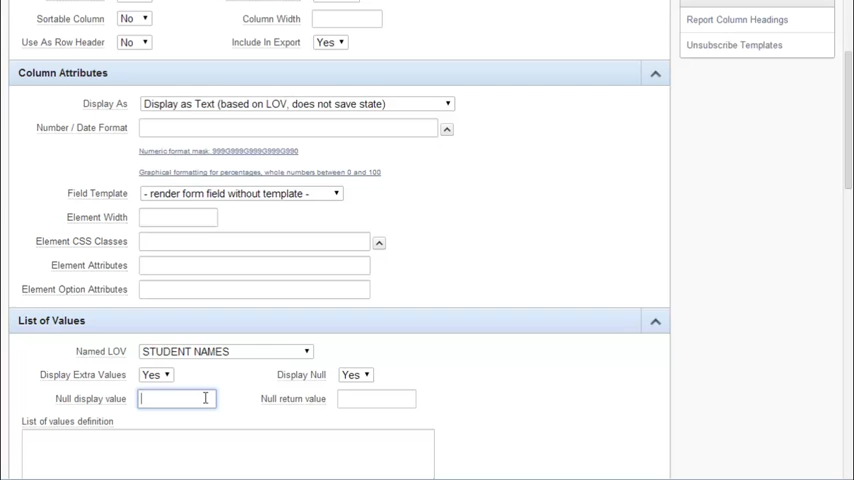 Sortable Column No Column Width
Use As Row Header No Include In Export Yes
Report Column Headings
Unsubscribe Templates
Column Attributes
Display As Display as Text (based on LOV, does not save state)
Number / Date Format
Numeric format mask: 999G999G999G999G990
Graphical formatting for percentages, whole numbers between 0 and 100
Field Template - render form field without template -
Element Width
Element CSS Classes
Element Attributes
Element Option Attributes
List of Values
Named LOV STUDENT NAMES
Display Extra Values Yes Display Null Yes
Null display value Null return value
List of values definition